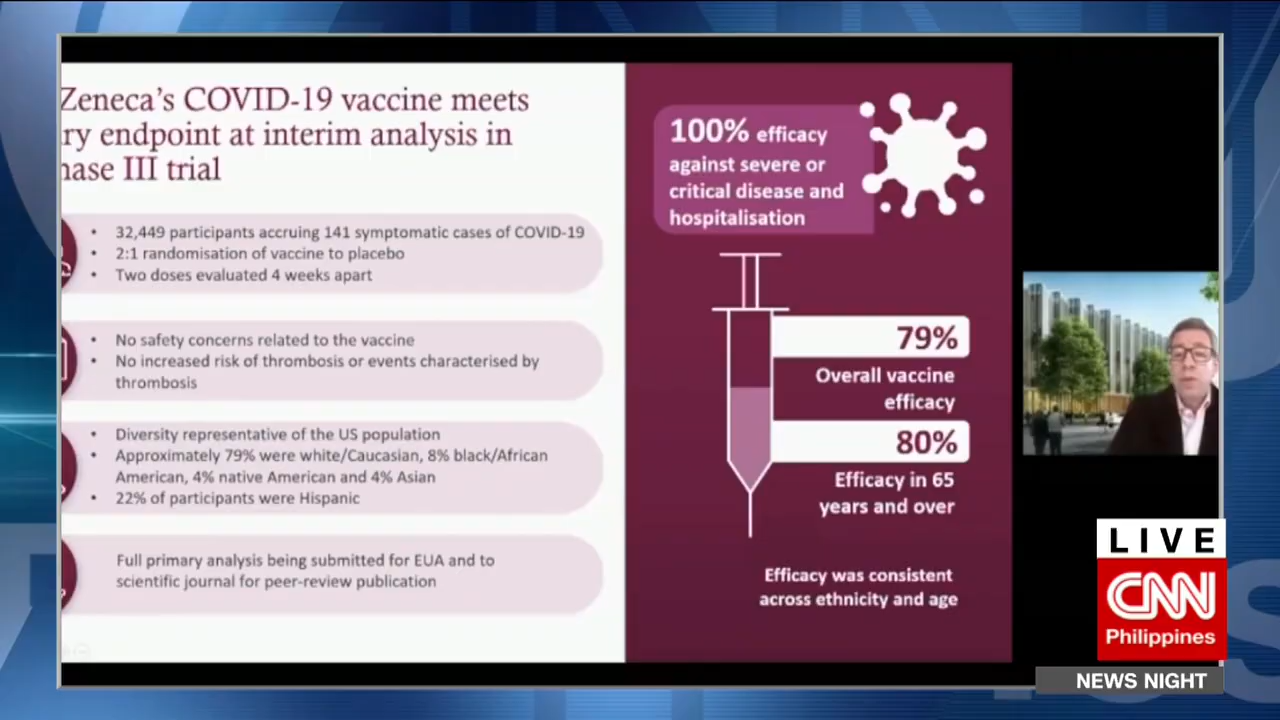 Zeneca's COVID-19 vaccine meets
ry endpoint at interim analysis in
hase III trial
• 32,449 participants accruing 141 symptomatic cases of COVID-19
• 2:1 randomisation of vaccine to placebo
• Two doses evaluated 4 weeks apart
• No safety concerns related to the vaccine
• No increased risk of thrombosis or events characterised by
thrombosis
• Diversity representative of the US population
• Approximately 79% were white/Caucasian, 8% black/African
American, 4% native American and 4% Asian
• 22% of participants were Hispanic
Full primary analysis being submitted for EUA and to
scientific journal for peer-review publication
100% efficacy
against severe or
critical disease and
hospitalisation
79%
Overall vaccine
efficacy
80%
Efficacy in 65
years and over
Efficacy was consistent
across ethnicity and age
LIVE
CNN
Philippines
NEWS NIGHT